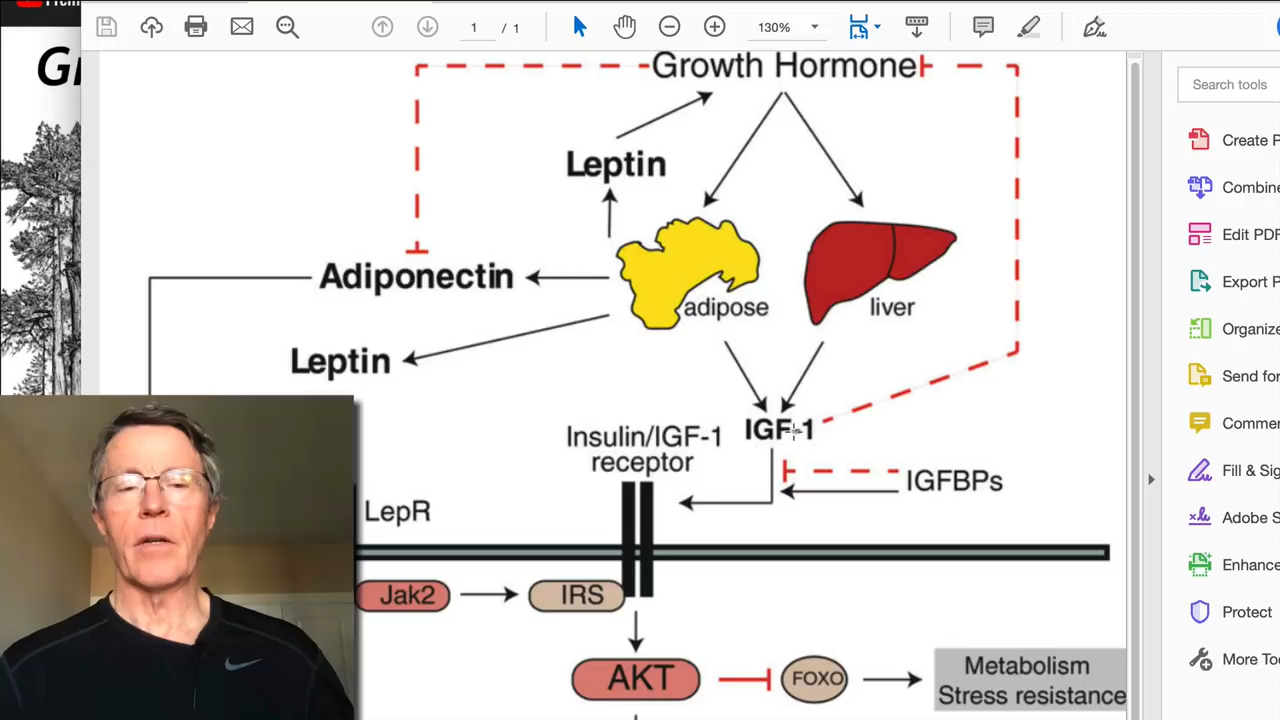 1 / 1
130%
Search tools
Growth Hormone
Leptin
Adiponectin
adipose
liver
Leptin
Insulin/IGF-1
receptor
IGF-1
IGFBPs
LepR
Jak2
IRS
AKT
FOXO
Metabolism
Stress resistance
Create P
Combine
Edit PDF
Export P
Organize
Send for
Comme
Fill & Sig
Adobe S
Enhance
Protect
More Too